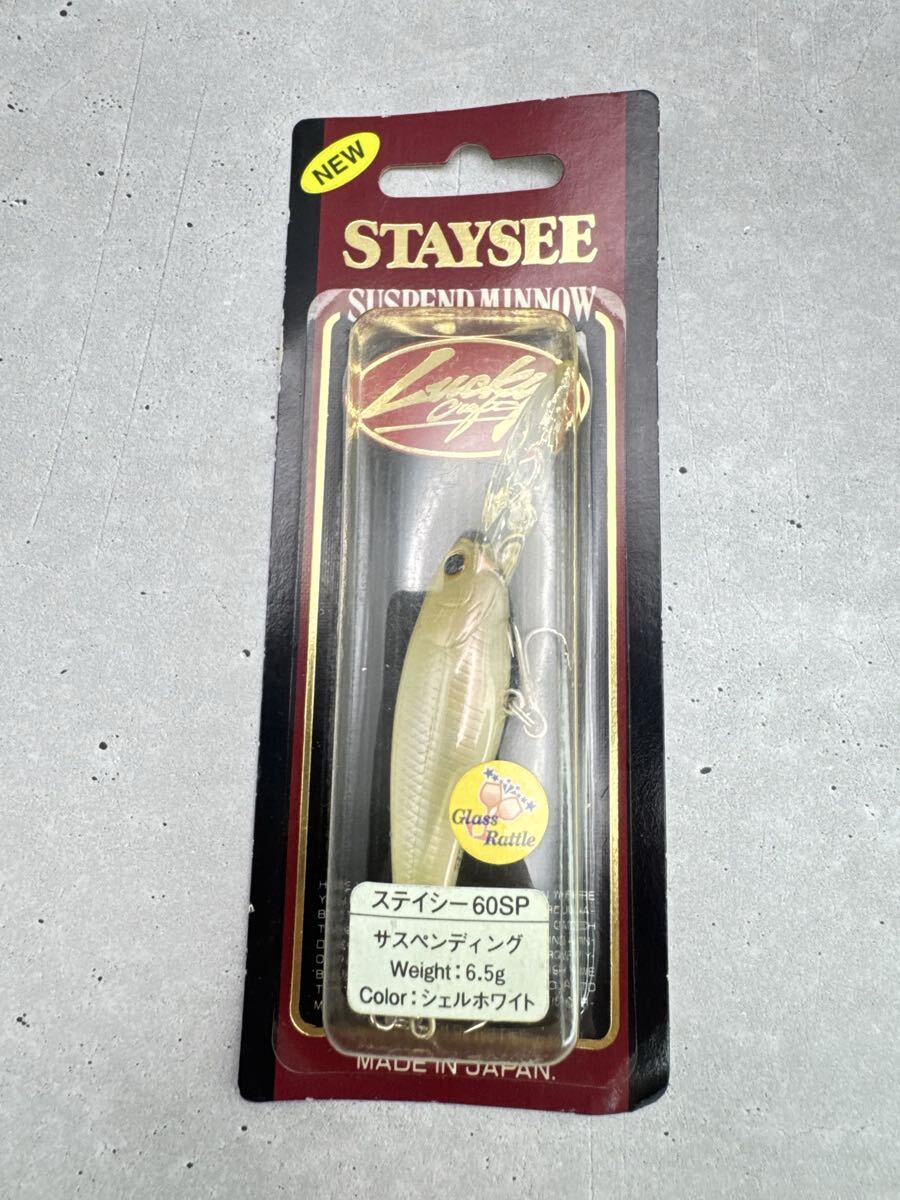 NEW
STAYSEE
SUSPEND MINNOW
Lucky
Craft
Glass
Rattle
ステイシー60SP
サスペンディング
Weight：6.5g
Color：シェルホワイト
MADE IN JAPAN.